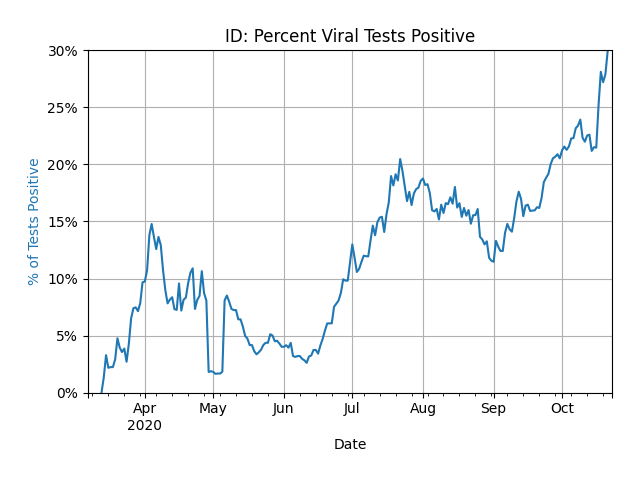 ID: Percent Viral Tests Positive
30%
25%
20%
15%
10%
5%
0%
% of Tests Positive
Apr May Jun Jul Aug Sep Oct
2020
Date